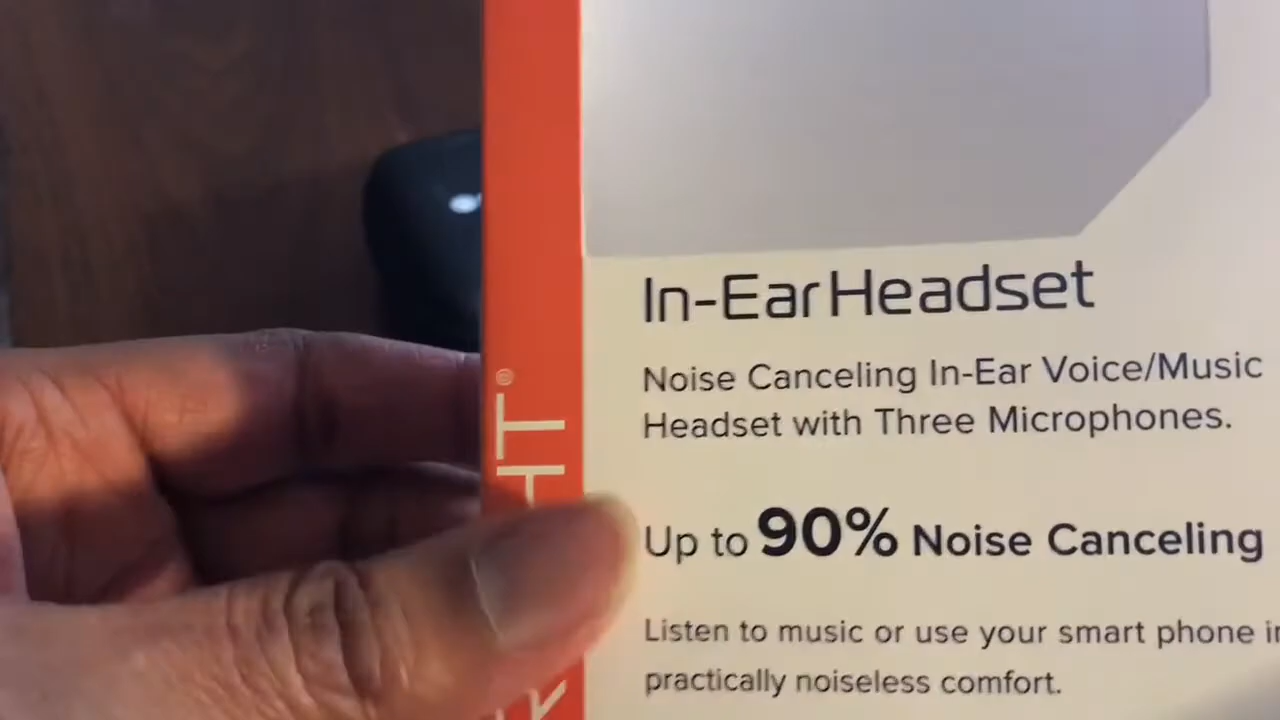 In-Ear Headset
Noise Canceling In-Ear Voice/Music
Headset with Three Microphones.
Up to 90% Noise Canceling
Listen to music or use your smart phone in
practically noiseless comfort.
HT®